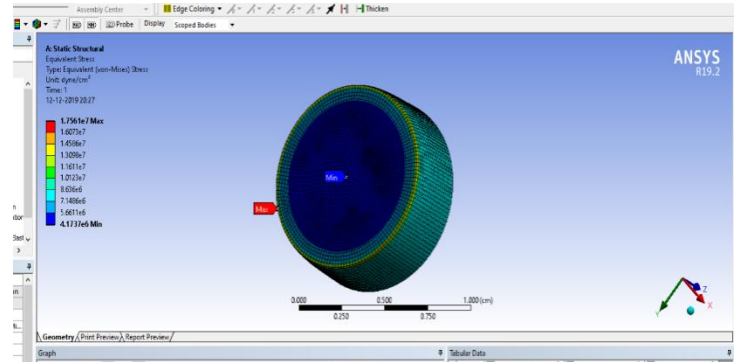 Assembly Center
Edge Coloring
Thicken
Probe
Display
Scoped Bodies
A: Static Structural
Equivalent Stress
Type: Equivalent (von-Mises) Stress
Unit: dyne/cm²
Time: 1
12-12-2019 20:27
1.7561e7 Max
1.6073e7
1.4586e7
1.3098e7
1.1611e7
1.0123e7
8.636e6
7.1486e6
5.6611e6
4.1737e6 Min
ANSYS
R19.2
Min
Max
0.000
0.500
1.000 (cm)
0.250
0.750
Y
Z
X
Geometry / Print Preview / Report Preview /
Graph
Tabular Data